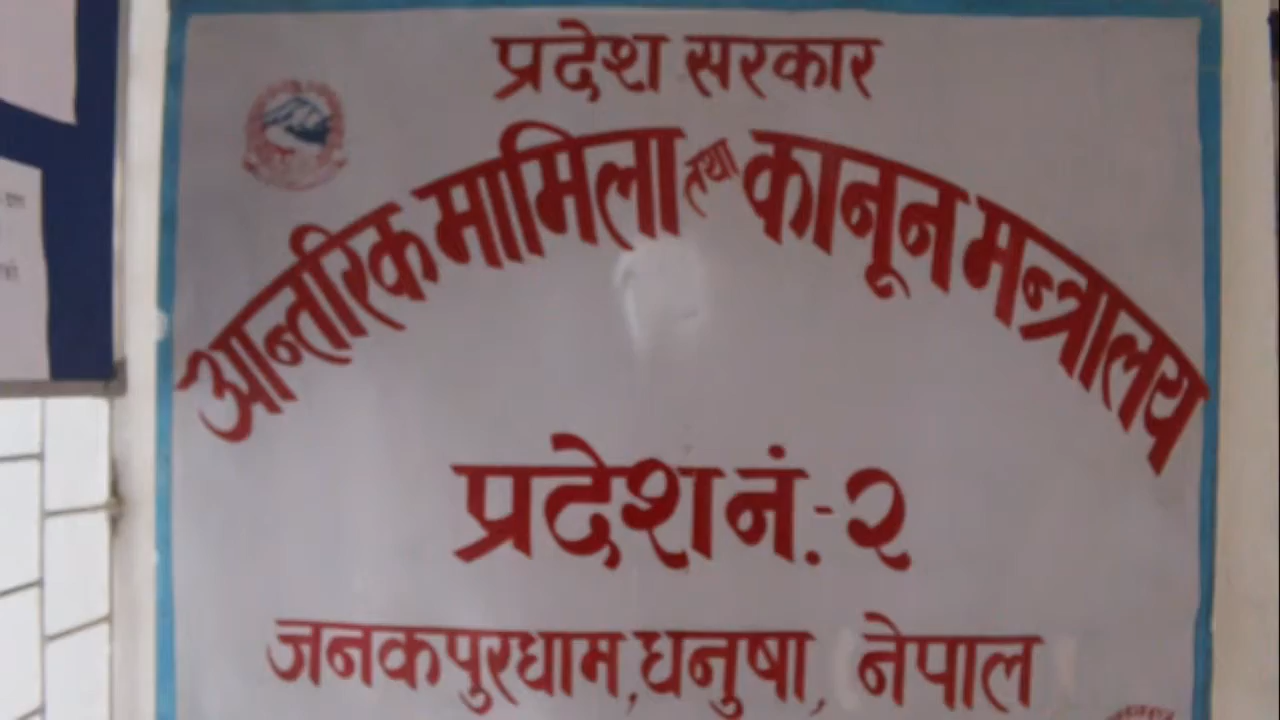 प्रदेश सरकार
आन्तरिक मामिला तथा कानून मन्त्रालय
प्रदेश नं.-२
जनकपुरधाम,धनुषा, नेपाल